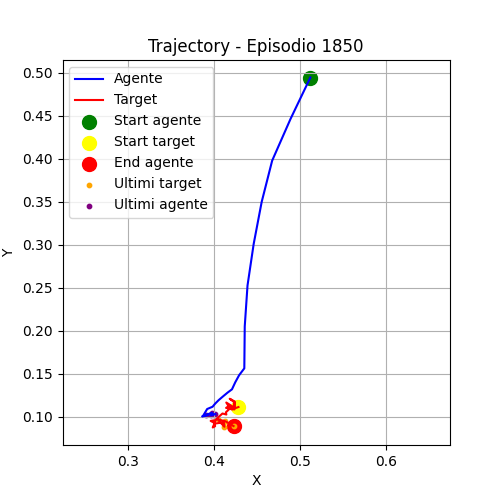 Trajectory - Episodio 1850
Agente
Target
Start agente
Start target
End agente
Ultimi target
Ultimi agente
0.50
0.45
0.40
0.35
0.30
0.25
0.20
0.15
0.10
Y
0.3
0.4
0.5
0.6
X